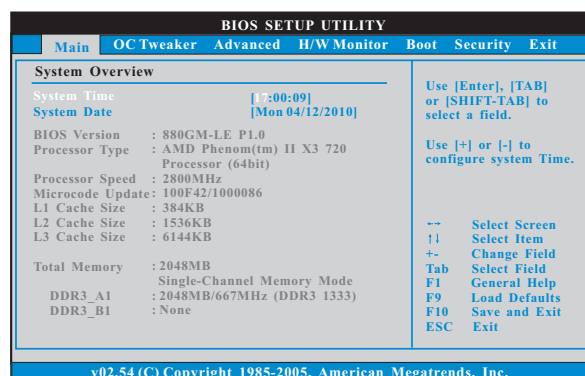 BIOS SETUP UTILITY
Main OC Tweaker Advanced H/W Monitor Boot Security Exit
System Overview
System Time [17:00:09]
System Date [Mon 04/12/2010]
BIOS Version : 880GM-LE P1.0
Processor Type : AMD Phenom(tm) II X3 720
Processor (64bit)
Processor Speed : 2800MHz
Microcode Update : 100F42/1000086
L1 Cache Size : 384KB
L2 Cache Size : 1536KB
L3 Cache Size : 6144KB
Total Memory : 2048MB
Single-Channel Memory Mode
DDR3_A1 : 2048MB/667MHz (DDR3 1333)
DDR3_B1 : None
Use [Enter], [TAB]
or [SHIFT-TAB] to
select a field.
Use [+] or [-] to
configure system Time.
←→ Select Screen
↑↓ Select Item
+- Change Field
Tab Select Field
F1 General Help
F9 Load Defaults
F10 Save and Exit
ESC Exit
v02.54 (C) Copyright 1985-2005, American Megatrends, Inc.